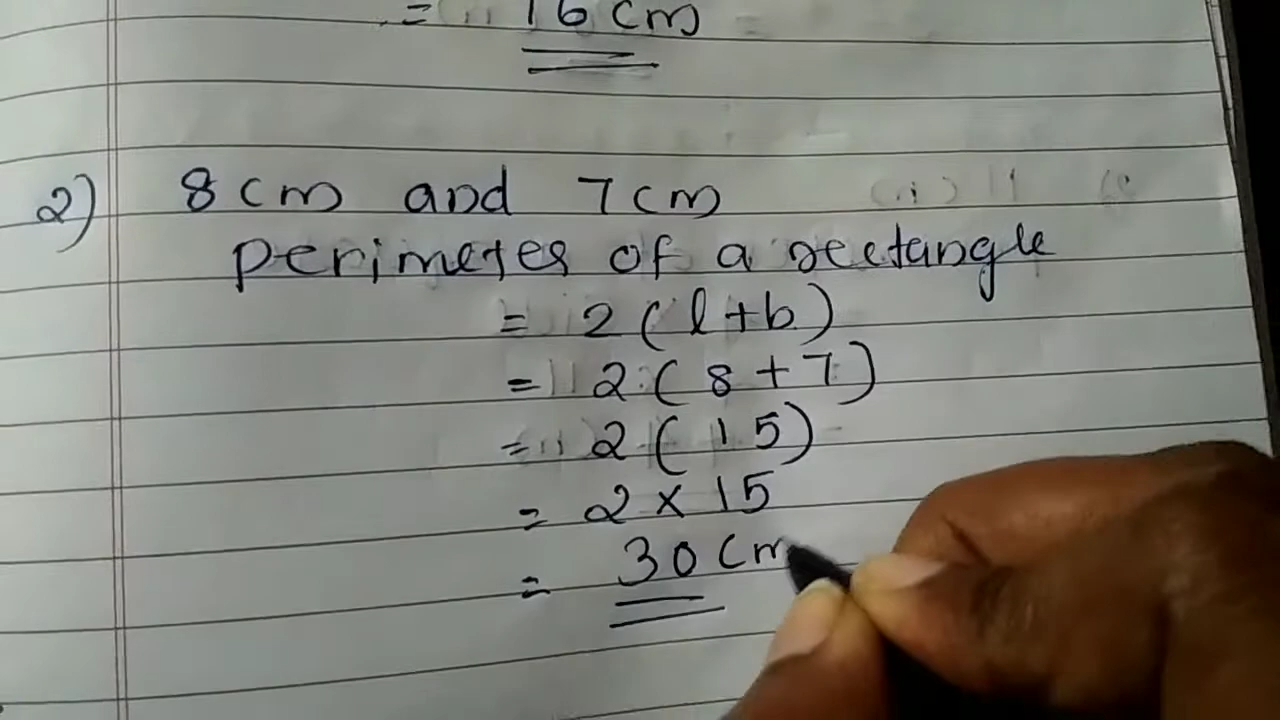 = 16 cm
2) 8 cm and 7 cm
perimeter of a rectangle
= 2 ( l + b )
= 2 ( 8 + 7 )
= 2 ( 15 )
= 2 × 15
= 30 cm